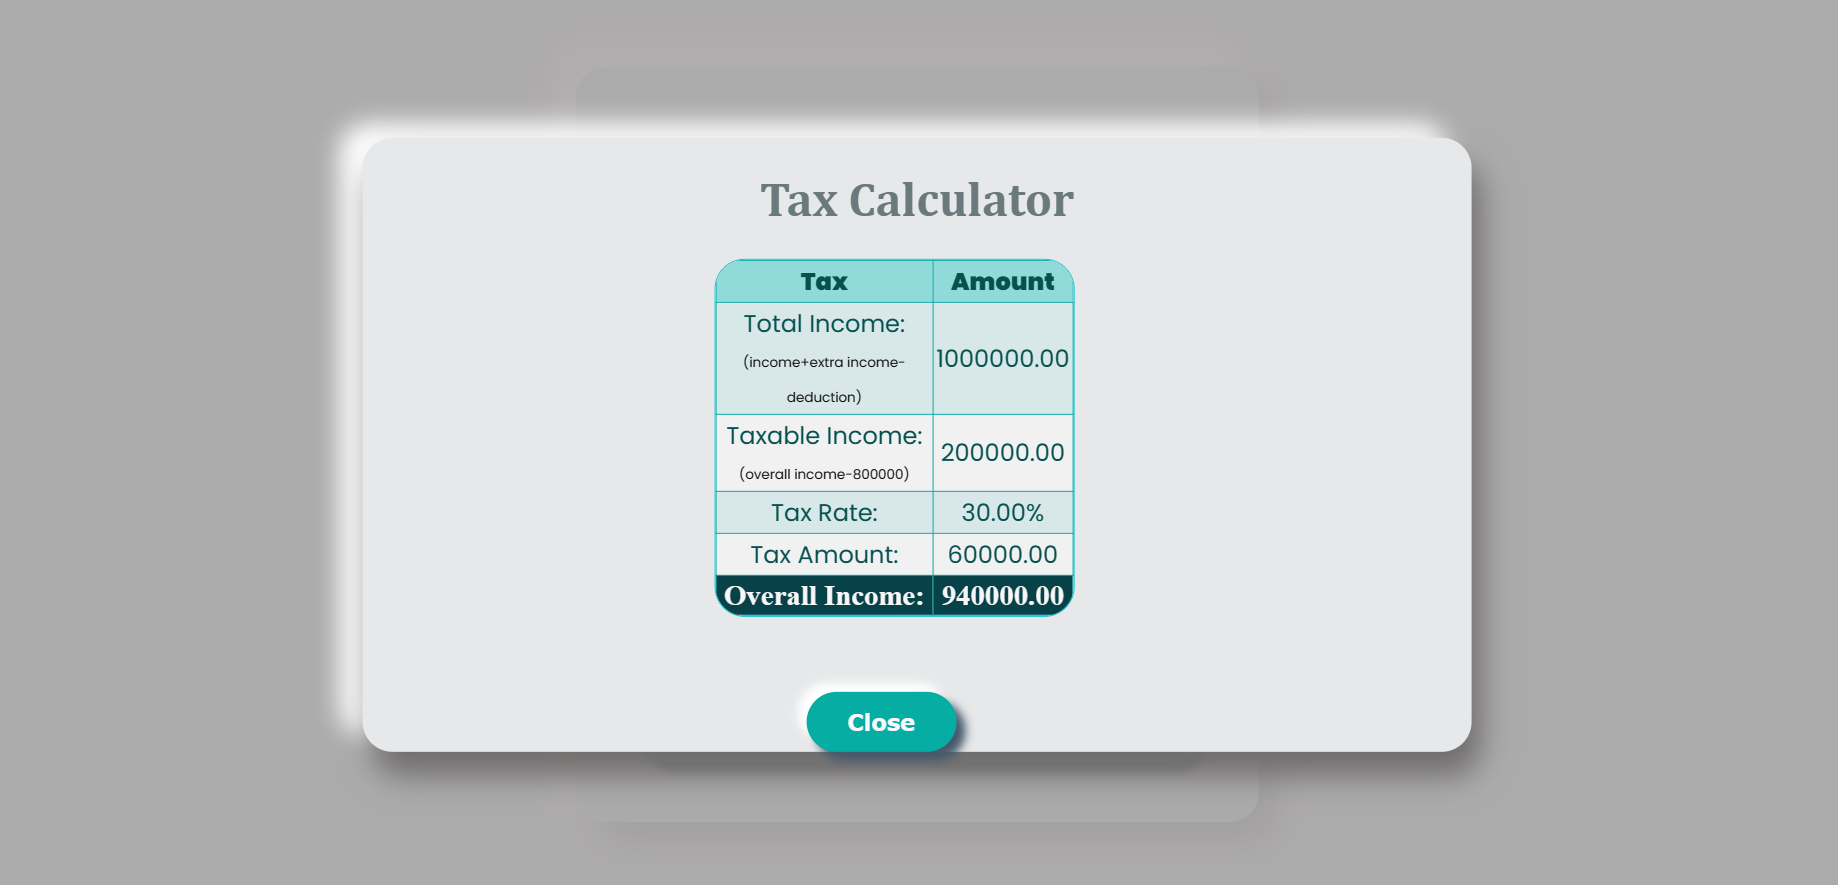 Tax Calculator
Tax Amount
Total Income:
(income+extra income-
deduction)
1000000.00
Taxable Income:
(overall income-800000)
200000.00
Tax Rate: 30.00%
Tax Amount: 60000.00
Overall Income: 940000.00
Close